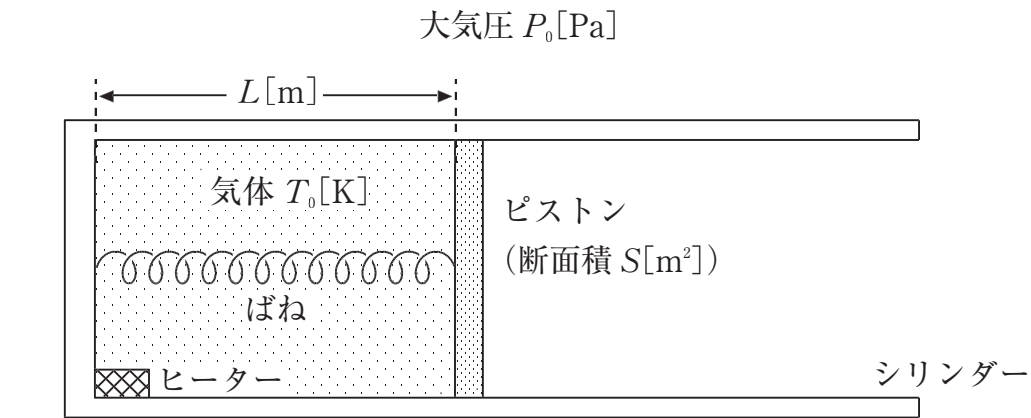 大気圧 P₀[Pa]
L[m]
気体 T₀[K]
ピストン
(断面積 S[m²])
ばね
ヒーター
シリンダー